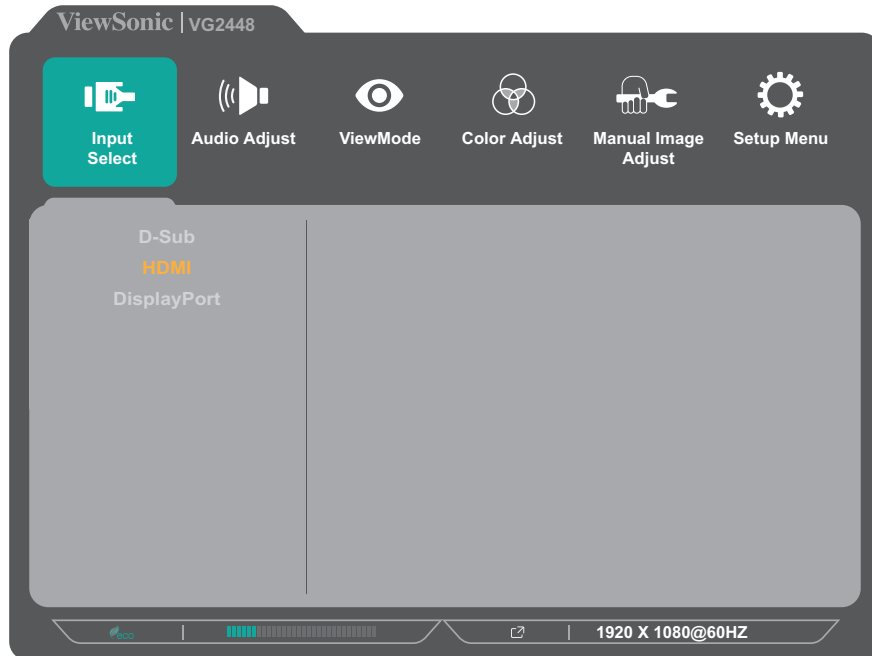 ViewSonic | VG2448
Input
Select
Audio Adjust
ViewMode
Color Adjust
Manual Image
Adjust
Setup Menu
D-Sub
HDMI
DisplayPort
eco | | 1920 X 1080@60HZ